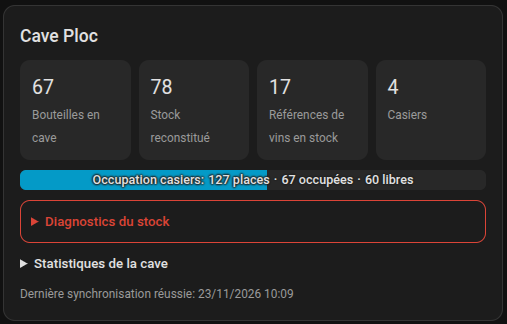 Cave Ploc
67
Bouteilles en
cave
78
Stock
reconstitué
17
Références de
vins en stock
4
Casiers
Occupation casiers: 127 places · 67 occupées · 60 libres
Diagnostics du stock
Statistiques de la cave
Dernière synchronisation réussie: 23/11/2026 10:09